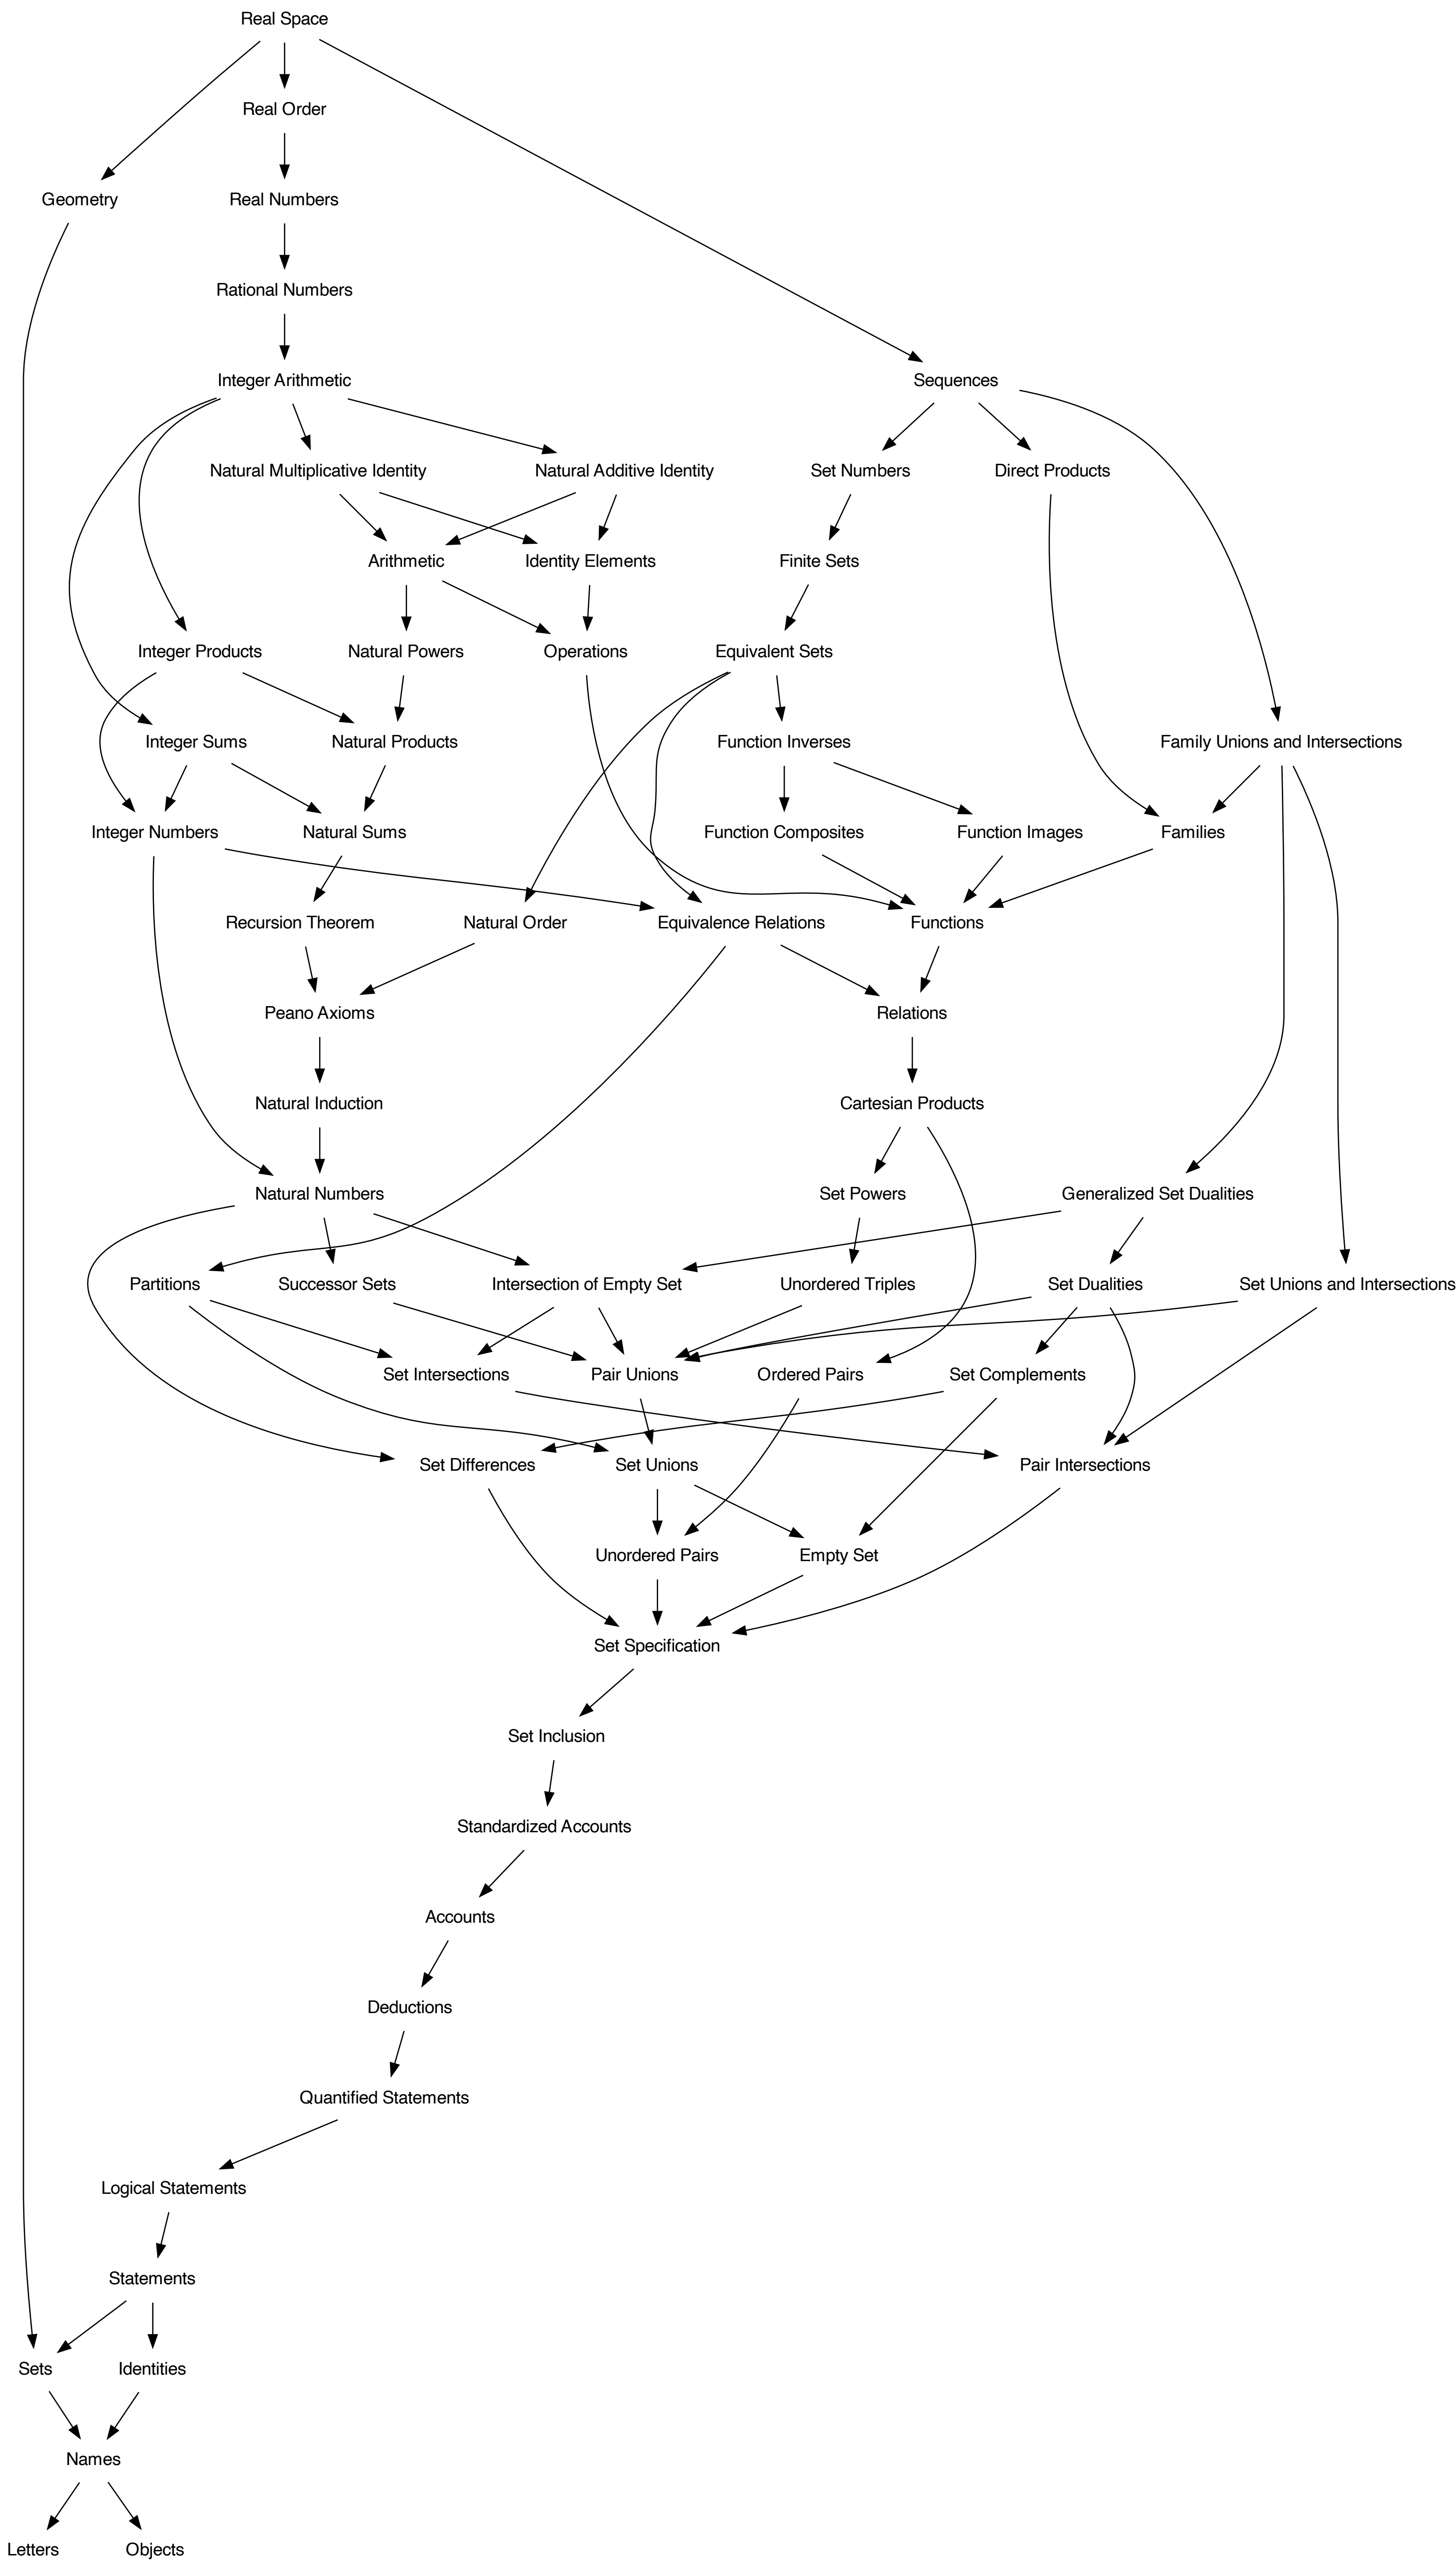 Real Space
Real Order
Geometry
Real Numbers
Rational Numbers
Integer Arithmetic
Sequences
Natural Multiplicative Identity
Natural Additive Identity
Set Numbers
Direct Products
Arithmetic
Identity Elements
Finite Sets
Integer Products
Natural Powers
Operations
Equivalent Sets
Integer Sums
Natural Products
Function Inverses
Family Unions and Intersections
Integer Numbers
Natural Sums
Function Composites
Function Images
Families
Recursion Theorem
Natural Order
Equivalence Relations
Functions
Peano Axioms
Relations
Natural Induction
Cartesian Products
Natural Numbers
Set Powers
Generalized Set Dualities
Partitions
Successor Sets
Intersection of Empty Set
Unordered Triples
Set Dualities
Set Unions and Intersections
Set Intersections
Pair Unions
Ordered Pairs
Set Complements
Set Differences
Set Unions
Pair Intersections
Unordered Pairs
Empty Set
Set Specification
Set Inclusion
Standardized Accounts
Accounts
Deductions
Quantified Statements
Logical Statements
Statements
Sets
Identities
Names
Letters
Objects